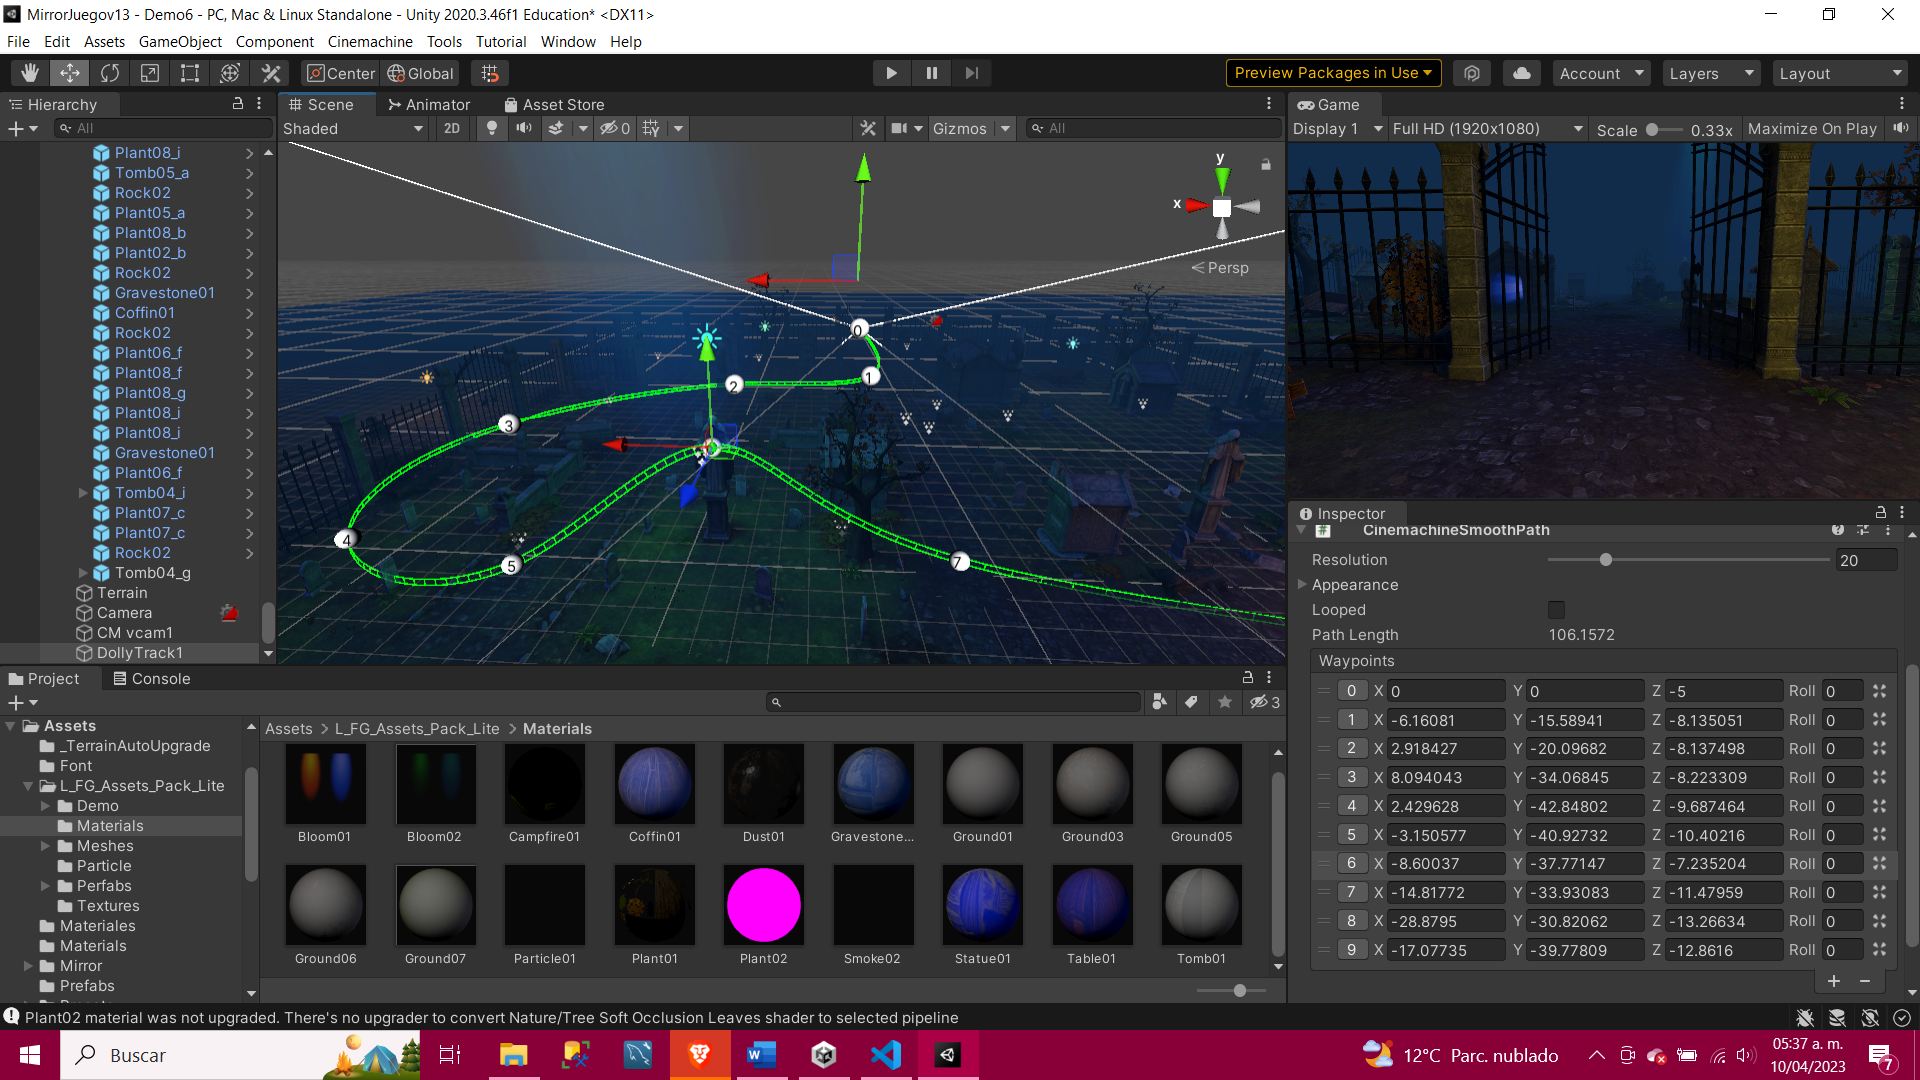 MirrorJuegov13 - Demo6 - PC, Mac & Linux Standalone - Unity 2020.3.46f1 Education* <DX11>
File Edit Assets GameObject Component Cinemachine Tools Tutorial Window Help
Center Global Preview Packages in Use Account Layers Layout
Hierarchy
All
Plant08_i
Tomb05_a
Rock02
Plant05_a
Plant08_b
Plant02_b
Rock02
Gravestone01
Coffin01
Rock02
Plant06_f
Plant08_f
Plant08_g
Plant08_i
Plant08_i
Gravestone01
Plant06_f
Tomb04_i
Plant07_c
Plant07_c
Rock02
Tomb04_g
Terrain
Camera
CM vcam1
DollyTrack1
Scene Animator Asset Store
Shaded 2D 0 Gizmos All
y
x
Persp
0
1
2
3
4
5
7
Game
Display 1 Full HD (1920x1080) Scale 0.33x Maximize On Play
Inspector
CinemachineSmoothPath
Resolution 20
Appearance
Looped
Path Length 106.1572
Waypoints
0 X 0 Y 0 Z -5 Roll 0
1 X -6.16081 Y -15.58941 Z -8.135051 Roll 0
2 X 2.918427 Y -20.09682 Z -8.137498 Roll 0
3 X 8.094043 Y -34.06845 Z -8.223309 Roll 0
4 X 2.429628 Y -42.84802 Z -9.687464 Roll 0
5 X -3.150577 Y -40.92732 Z -10.40216 Roll 0
6 X -8.60037 Y -37.77147 Z -7.235204 Roll 0
7 X -14.81772 Y -33.93083 Z -11.47959 Roll 0
8 X -28.8795 Y -30.82062 Z -13.26634 Roll 0
9 X -17.07735 Y -39.77809 Z -12.8616 Roll 0
Project Console
3
Assets
_TerrainAutoUpgrade
Font
L_FG_Assets_Pack_Lite
Demo
Materials
Meshes
Particle
Perfabs
Textures
Materiales
Materials
Mirror
Prefabs
Assets > L_FG_Assets_Pack_Lite > Materials
Bloom01 Bloom02 Campfire01 Coffin01 Dust01 Gravestone... Ground01 Ground03 Ground05
Ground06 Ground07 Particle01 Plant01 Plant02 Smoke02 Statue01 Table01 Tomb01
Plant02 material was not upgraded. There's no upgrader to convert Nature/Tree Soft Occlusion Leaves shader to selected pipeline
Buscar
12°C Parc. nublado
05:37 a. m.
10/04/2023
7